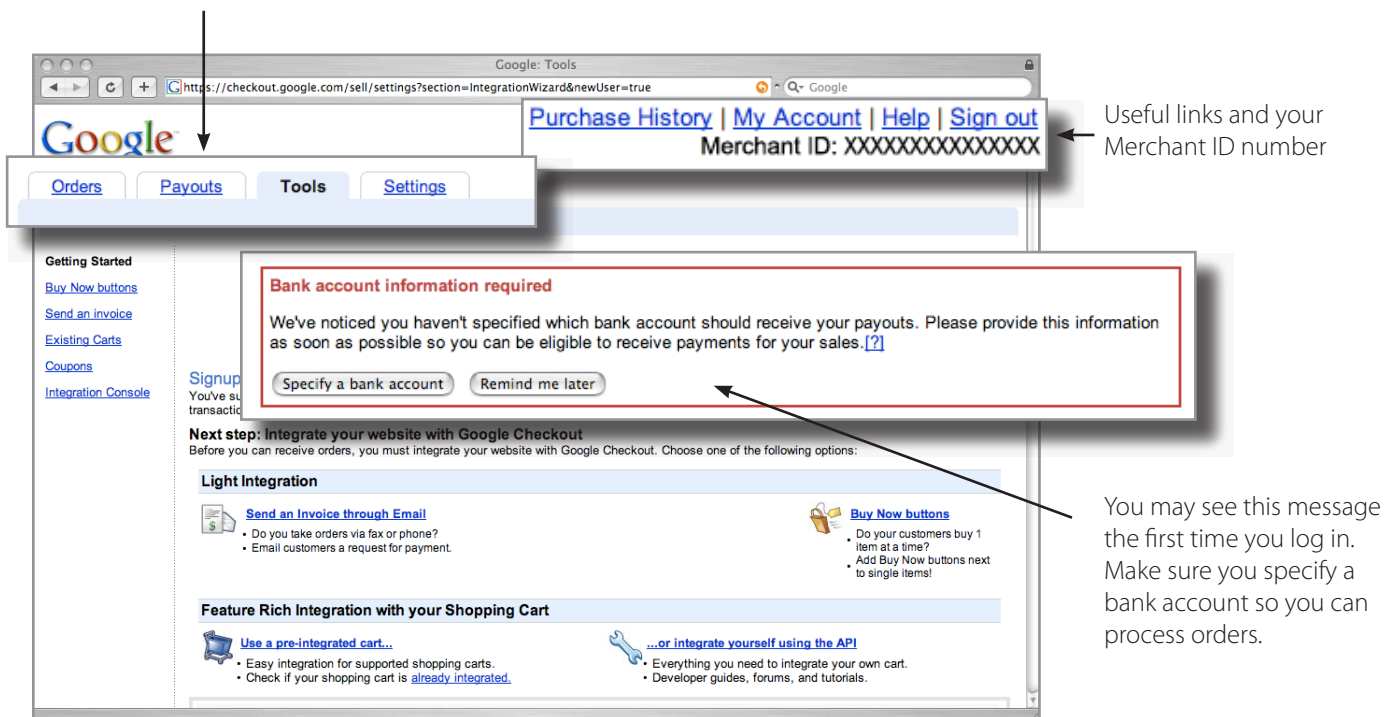 Google: Tools
https://checkout.google.com/sell/settings?section=IntegrationWizard&newUser=true
Google
Google
Purchase History | My Account | Help | Sign out
Merchant ID: XXXXXXXXXXXXXXX
Useful links and your
Merchant ID number
Orders Payouts Tools Settings
Getting Started
Buy Now buttons
Send an invoice
Existing Carts
Coupons
Integration Console
Bank account information required
We've noticed you haven't specified which bank account should receive your payouts. Please provide this information
as soon as possible so you can be eligible to receive payments for your sales.[?]
Specify a bank account Remind me later
Signup
You've su
transactio
Next step: Integrate your website with Google Checkout
Before you can receive orders, you must integrate your website with Google Checkout. Choose one of the following options:
Light Integration
Send an Invoice through Email
• Do you take orders via fax or phone?
• Email customers a request for payment.
Buy Now buttons
• Do your customers buy 1
item at a time?
• Add Buy Now buttons next
to single items!
Feature Rich Integration with your Shopping Cart
Use a pre-integrated cart...
• Easy integration for supported shopping carts.
• Check if your shopping cart is already integrated.
...or integrate yourself using the API
• Everything you need to integrate your own cart.
• Developer guides, forums, and tutorials.
You may see this message
the first time you log in.
Make sure you specify a
bank account so you can
process orders.